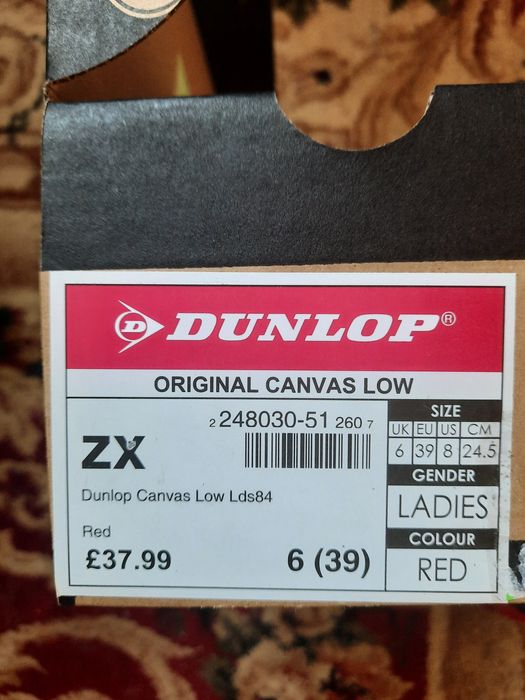 D DUNLOP®
ORIGINAL CANVAS LOW
2 248030-51 260 7
ZX
Dunlop Canvas Low Lds84
Red
£37.99 6 (39)
SIZE
UK EU US CM
6 39 8 24.5
GENDER
LADIES
COLOUR
RED